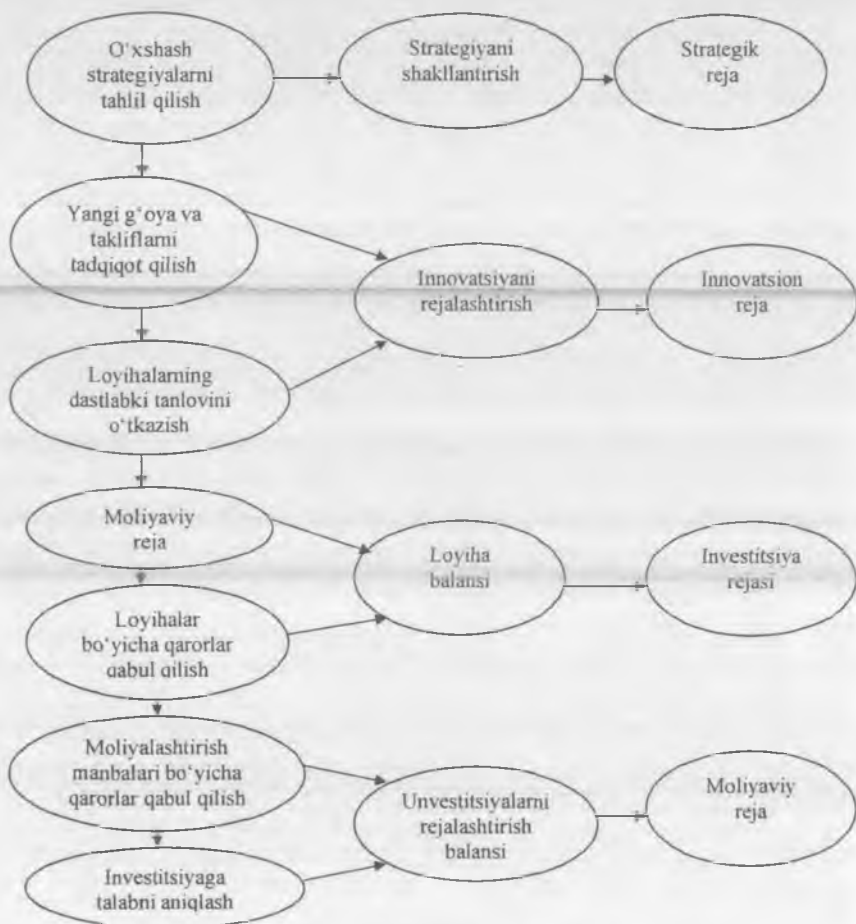 O'xshash
strategiyalarni
tahlil qilish
Strategiyani
shakllantirish
Strategik
reja
Yangi g‘oya va
takliflarni
tadqiqot qilish
Innovatsiyani
rejalashtirish
Innovatsion
reja
Loyihalarning
dastlabki tanlovini
o‘tkazish
Moliyaviy
reja
Loyiha
balansi
Investitsiya
rejasi
Loyihalar
bo‘yicha qarorlar
qabul qilish
Moliyalashtirish
manbalari bo‘yicha
qarorlar qabul qilish
Unvestitsiyalarni
rejalashtirish
balansi
Moliyaviy
reja
Investitsiyaga
talabni aniqlash